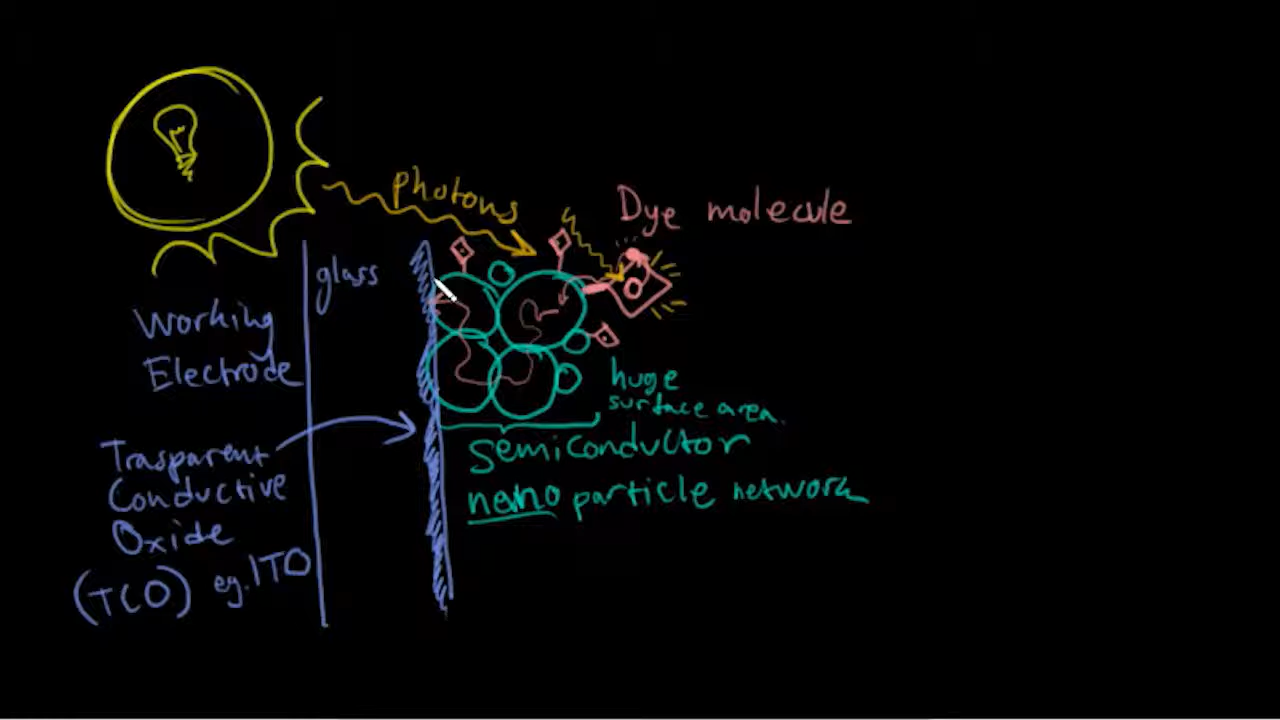 photons
Dye molecule
glass
Working
Electrode
huge
surface area.
Semiconductor
nano particle network
Trasparent
Conductive
Oxide
(TCO) eg. ITO